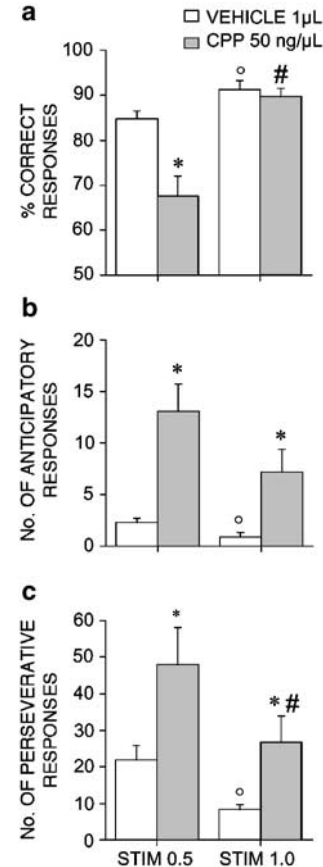 a
VEHICLE 1µL
CPP 50 ng/µL
% CORRECT
RESPONSES
100
90
80
70
60
50
*
°
#
b
No. OF ANTICIPATORY
RESPONSES
20
15
10
5
0
*
°
*
c
No. OF PERSEVERATIVE
RESPONSES
60
50
40
30
20
10
0
*
°
*#
STIM 0.5 STIM 1.0